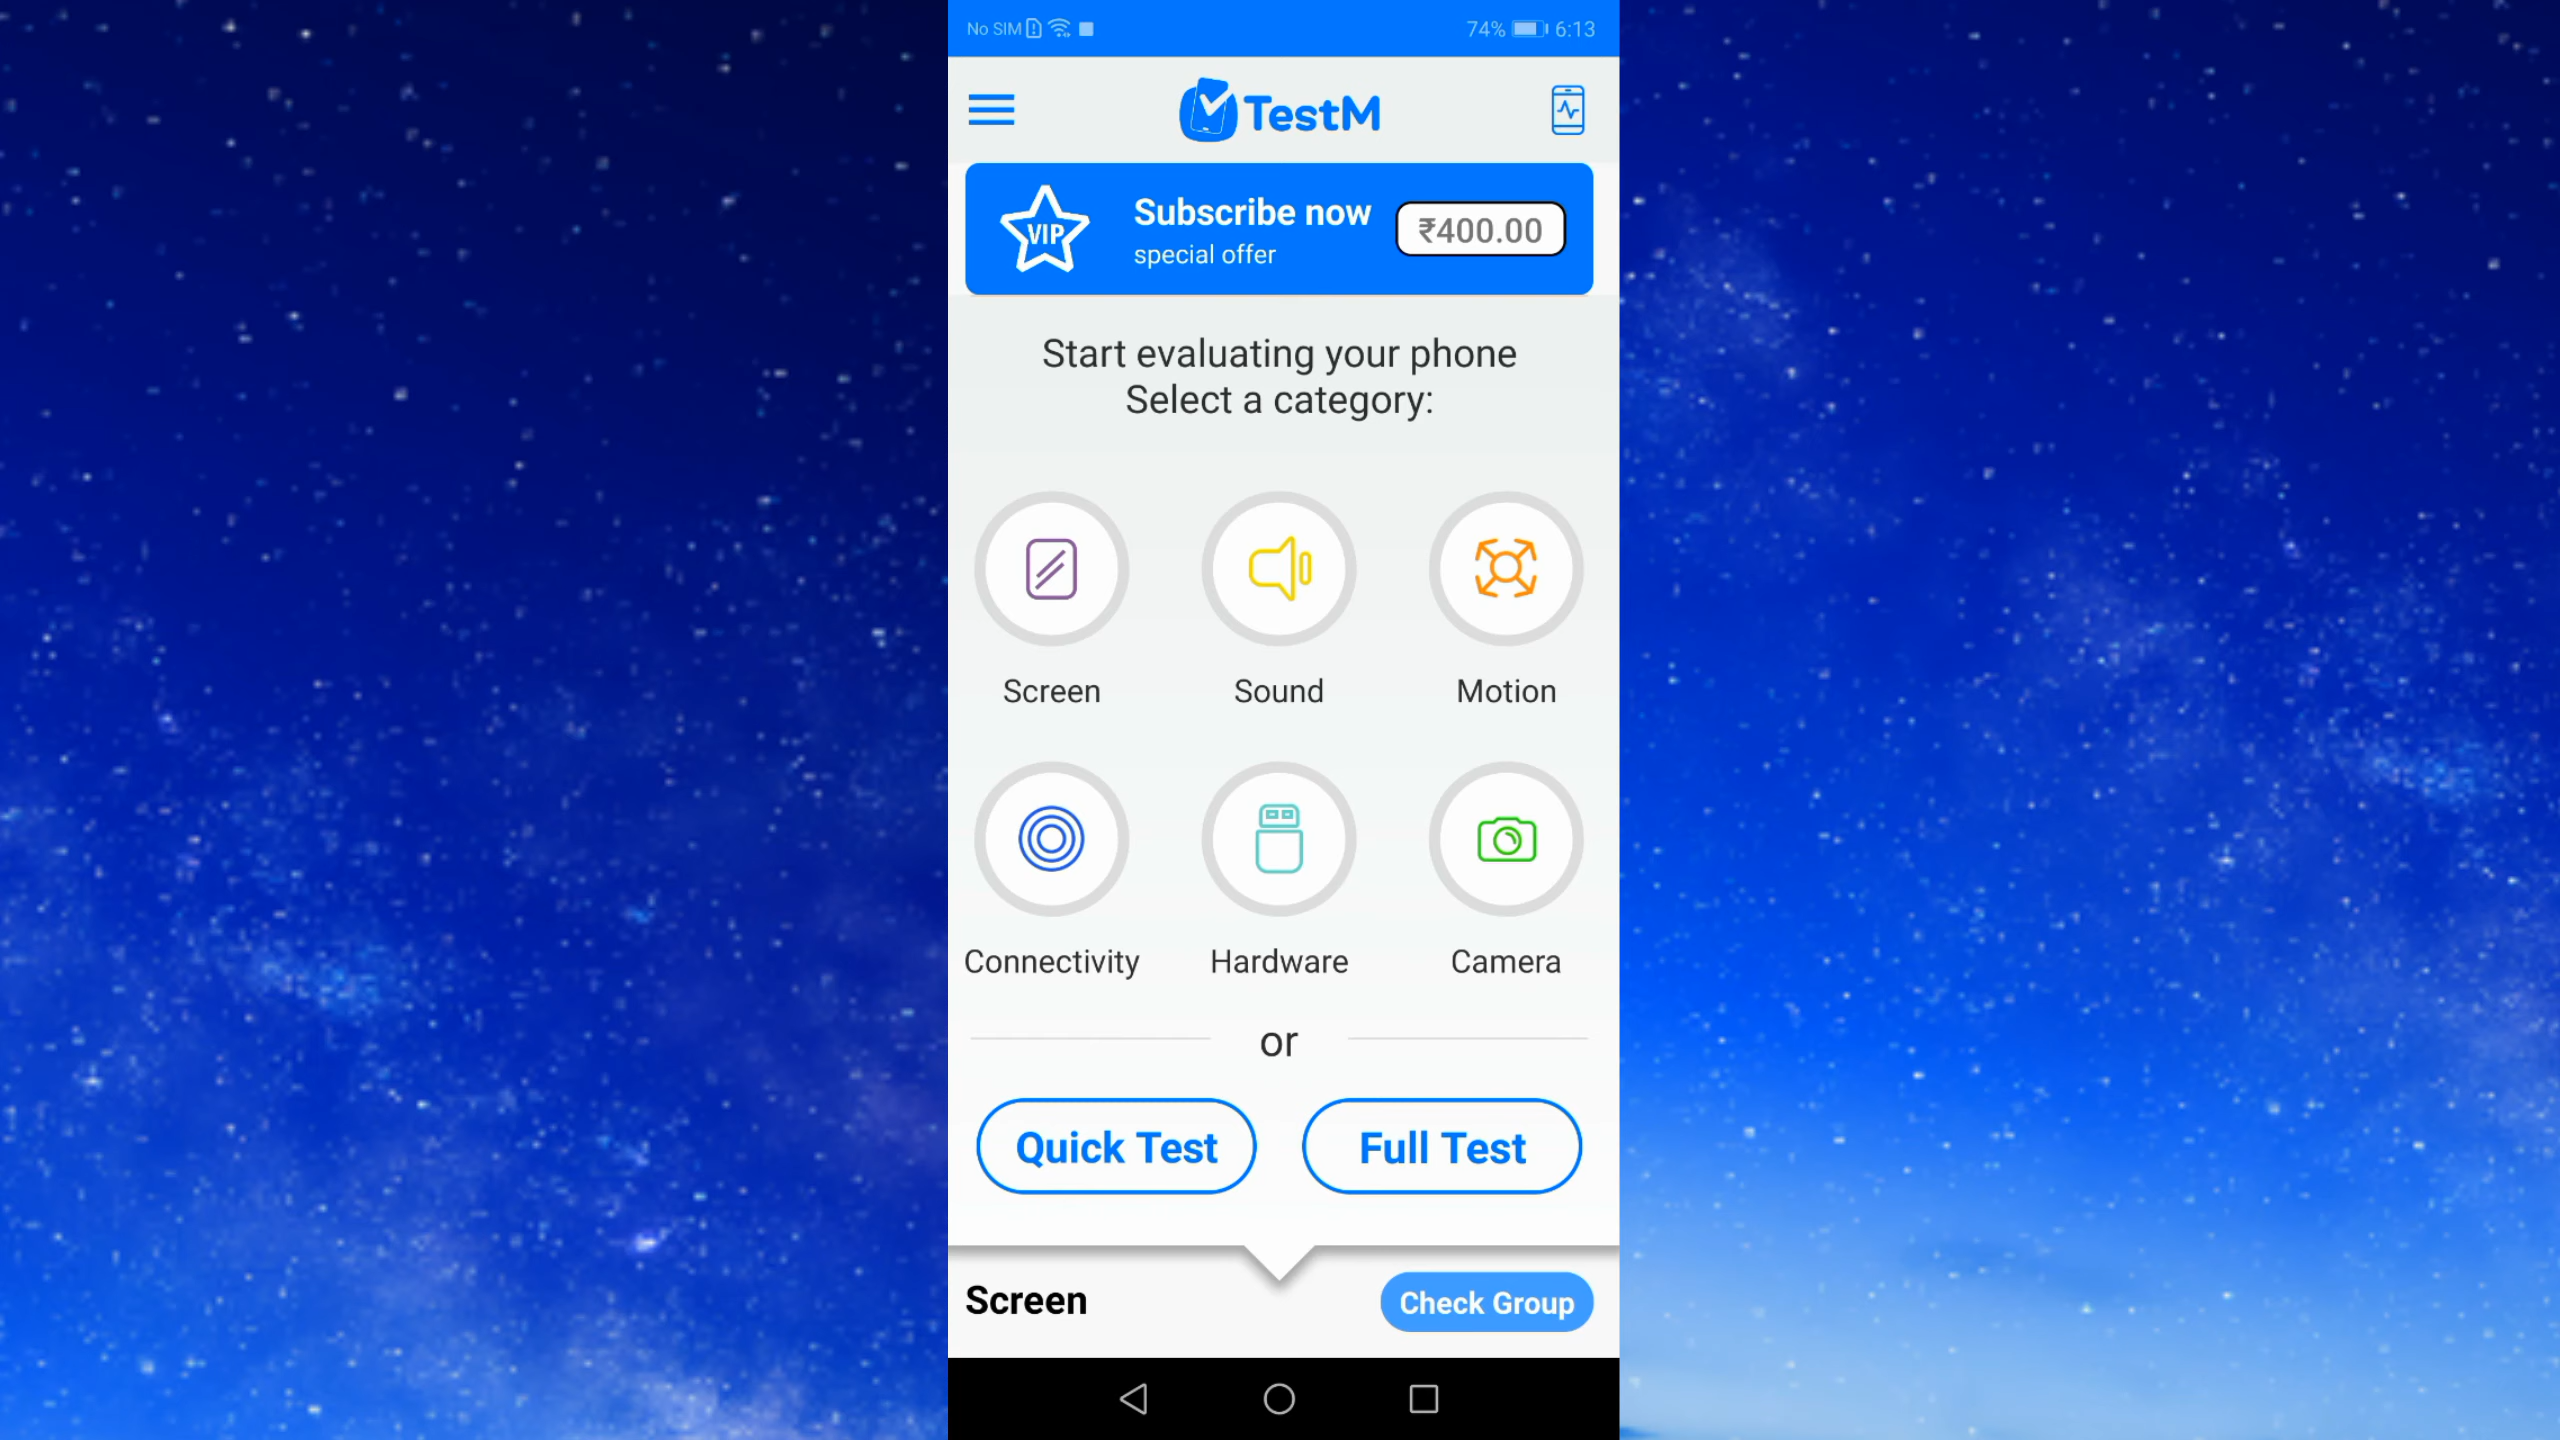 No SIM
74%
6:13
TestM
VIP
Subscribe now
special offer
₹400.00
Start evaluating your phone
Select a category:
Screen
Sound
Motion
Connectivity
Hardware
Camera
or
Quick Test
Full Test
Screen
Check Group